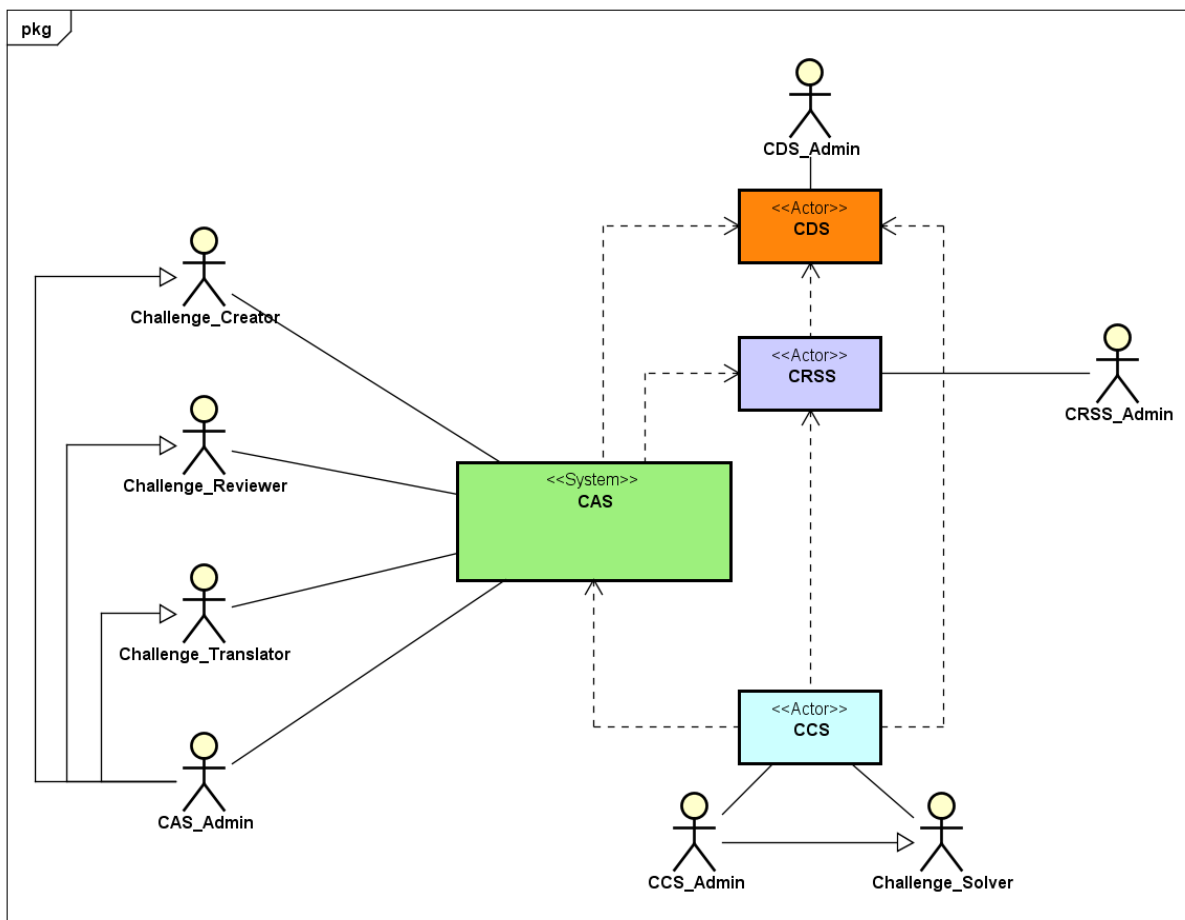 pkg
CDS_Admin
<<Actor>>
CDS
Challenge_Creator
<<Actor>>
CRSS
CRSS_Admin
Challenge_Reviewer
<<System>>
CAS
Challenge_Translator
<<Actor>>
CCS
CAS_Admin
CCS_Admin
Challenge_Solver